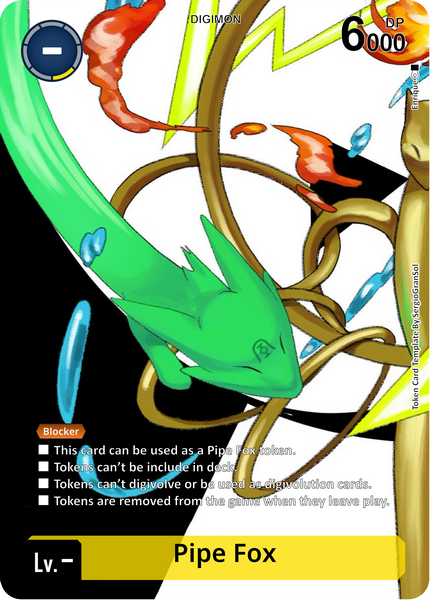 DIGIMON
-
DP
6000
Enrique
Token Card Template By SergioGranSol
Blocker
This card can be used as a Pipe Fox token.
Tokens can't be include in deck.
Tokens can't digivolve or be used as digivolution cards.
Tokens are removed from the game when they leave play.
Lv. -
Pipe Fox